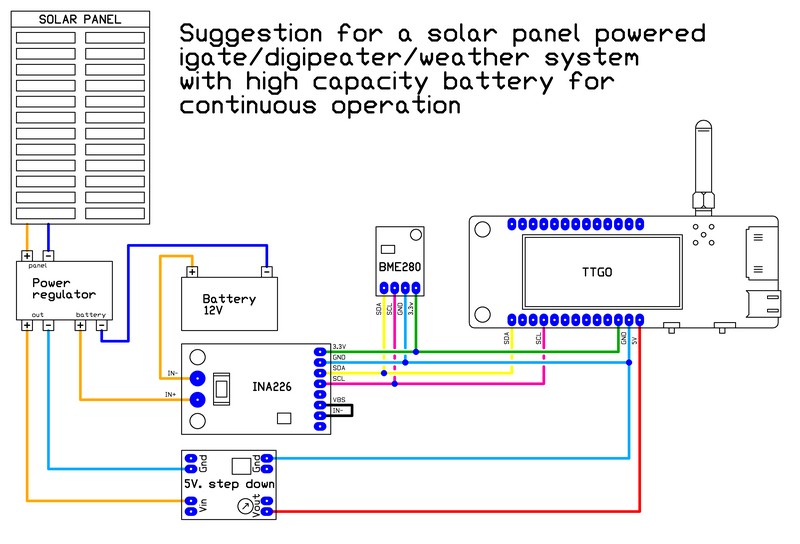 SOLAR PANEL
Suggestion for a solar panel powered
igate/digipeater/weather system
with high capacity battery for
continuous operation
+ -
panel
Power
regulator
out battery
+ - + -
+ -
Battery
12V
BME280
SDA
SCL
GND
3.3v
TTGO
SDA
SCL
GND
5V
IN-
IN+
INA226
3.3V
GND
SDA
SCL
VBS
IN-
Gnd
Gnd
5V. step down
Vin
Vout